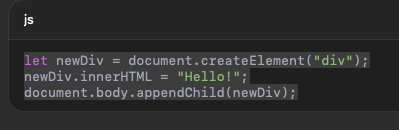 js
let newDiv = document.createElement("div");
newDiv.innerHTML = "Hello!";
document.body.appendChild(newDiv);